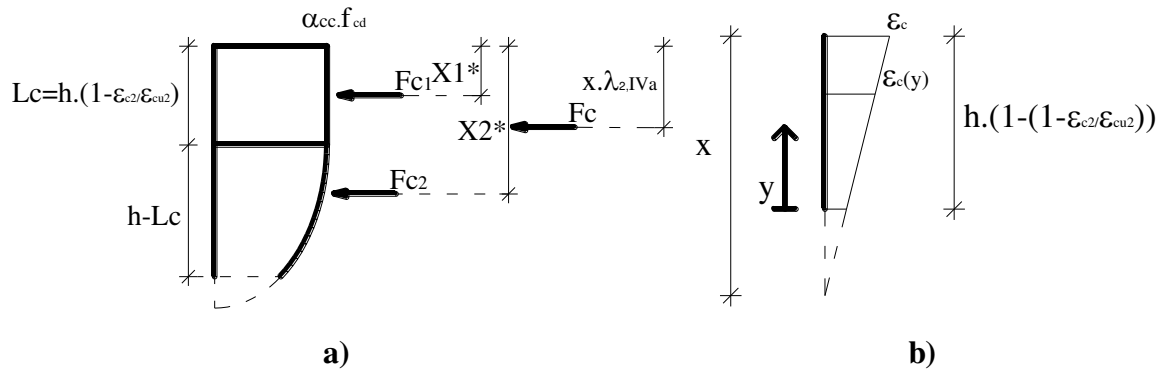 αcc.fcd
Lc=h.(1-εc2/εcu2)
h-Lc
Fc1
X1*
Fc2
X2*
Fc
x.λ2,IVa
a)
x
y
εc
εc(y)
h.(1-(1-εc2/εcu2))
b)